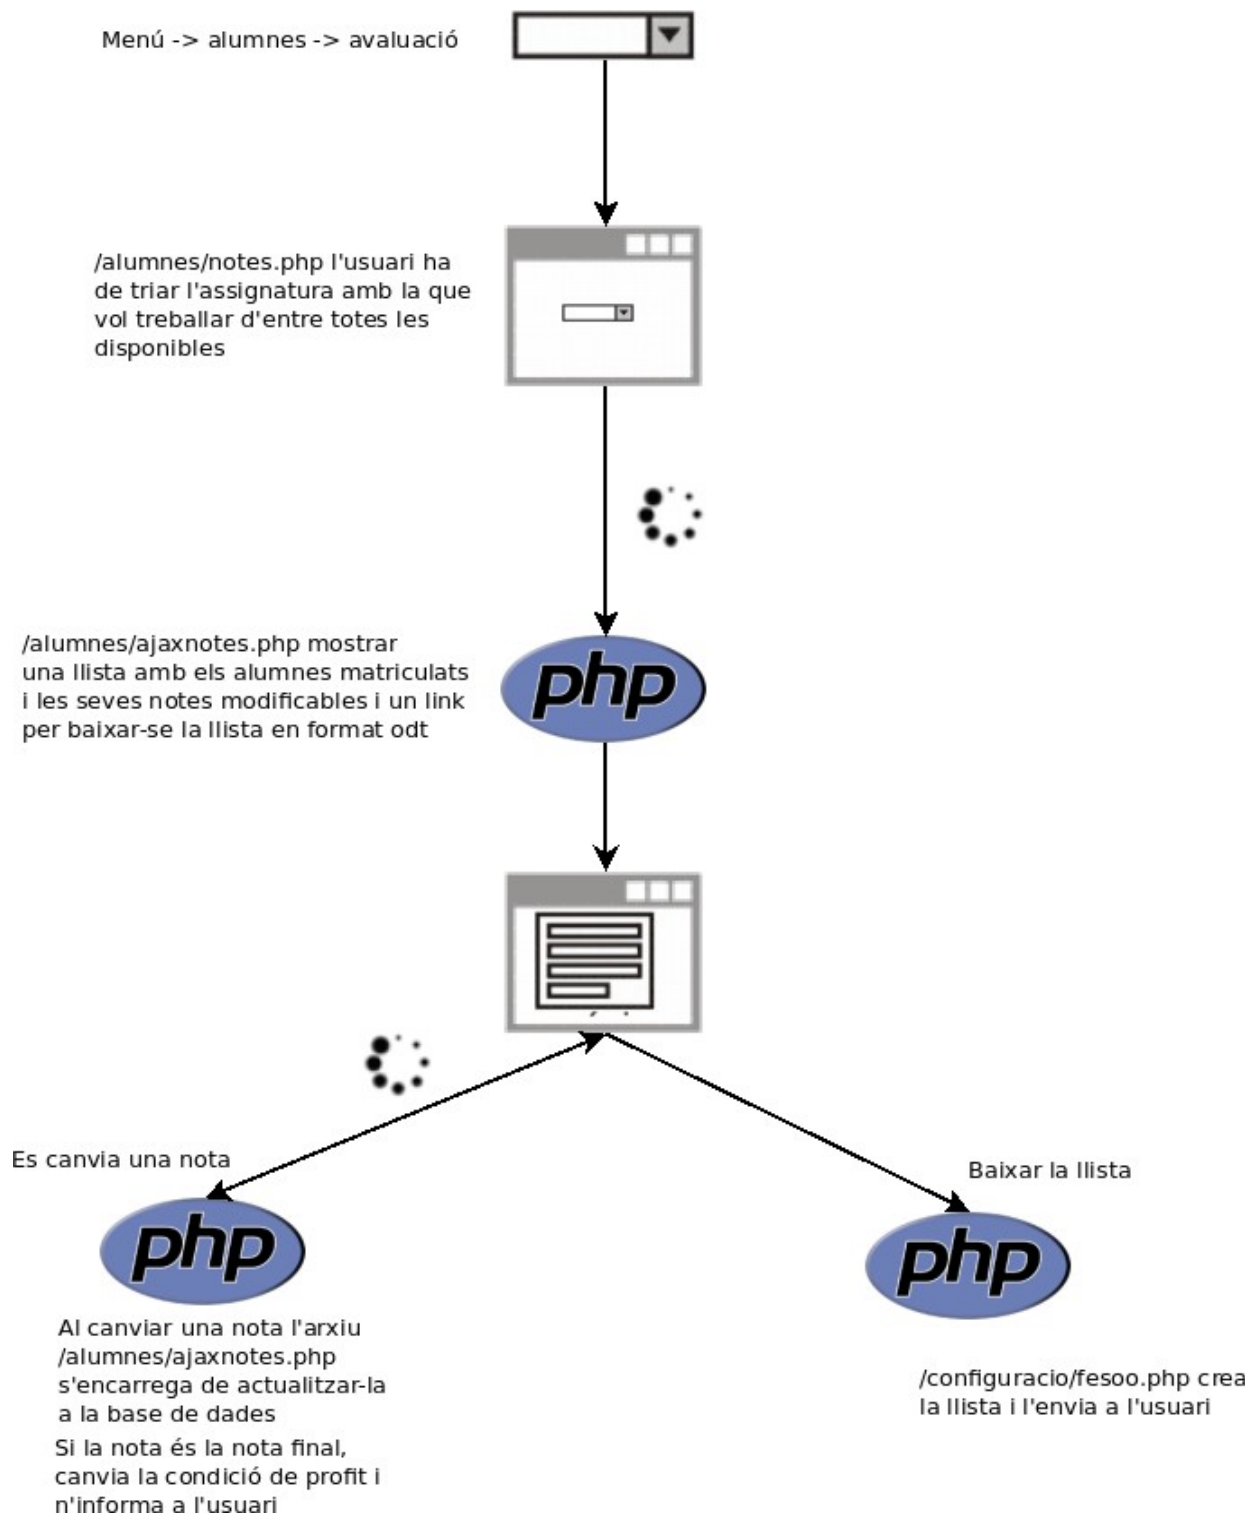 Menú -> alumnes -> avaluació
/alumnes/notes.php l'usuari ha
de triar l'assignatura amb la que
vol treballar d'entre totes les
disponibles
/alumnes/ajaxnotes.php mostrar
una llista amb els alumnes matriculats
i les seves notes modificables i un link
per baixar-se la llista en format odt
php
Es canvia una nota
php
Al canviar una nota l'arxiu
/alumnes/ajaxnotes.php
s'encarrega de actualitzar-la
a la base de dades
Si la nota és la nota final,
canvia la condició de profit i
n'informa a l'usuari
Baixar la llista
php
/configuracio/fesoo.php crea
la llista i l'envia a l'usuari